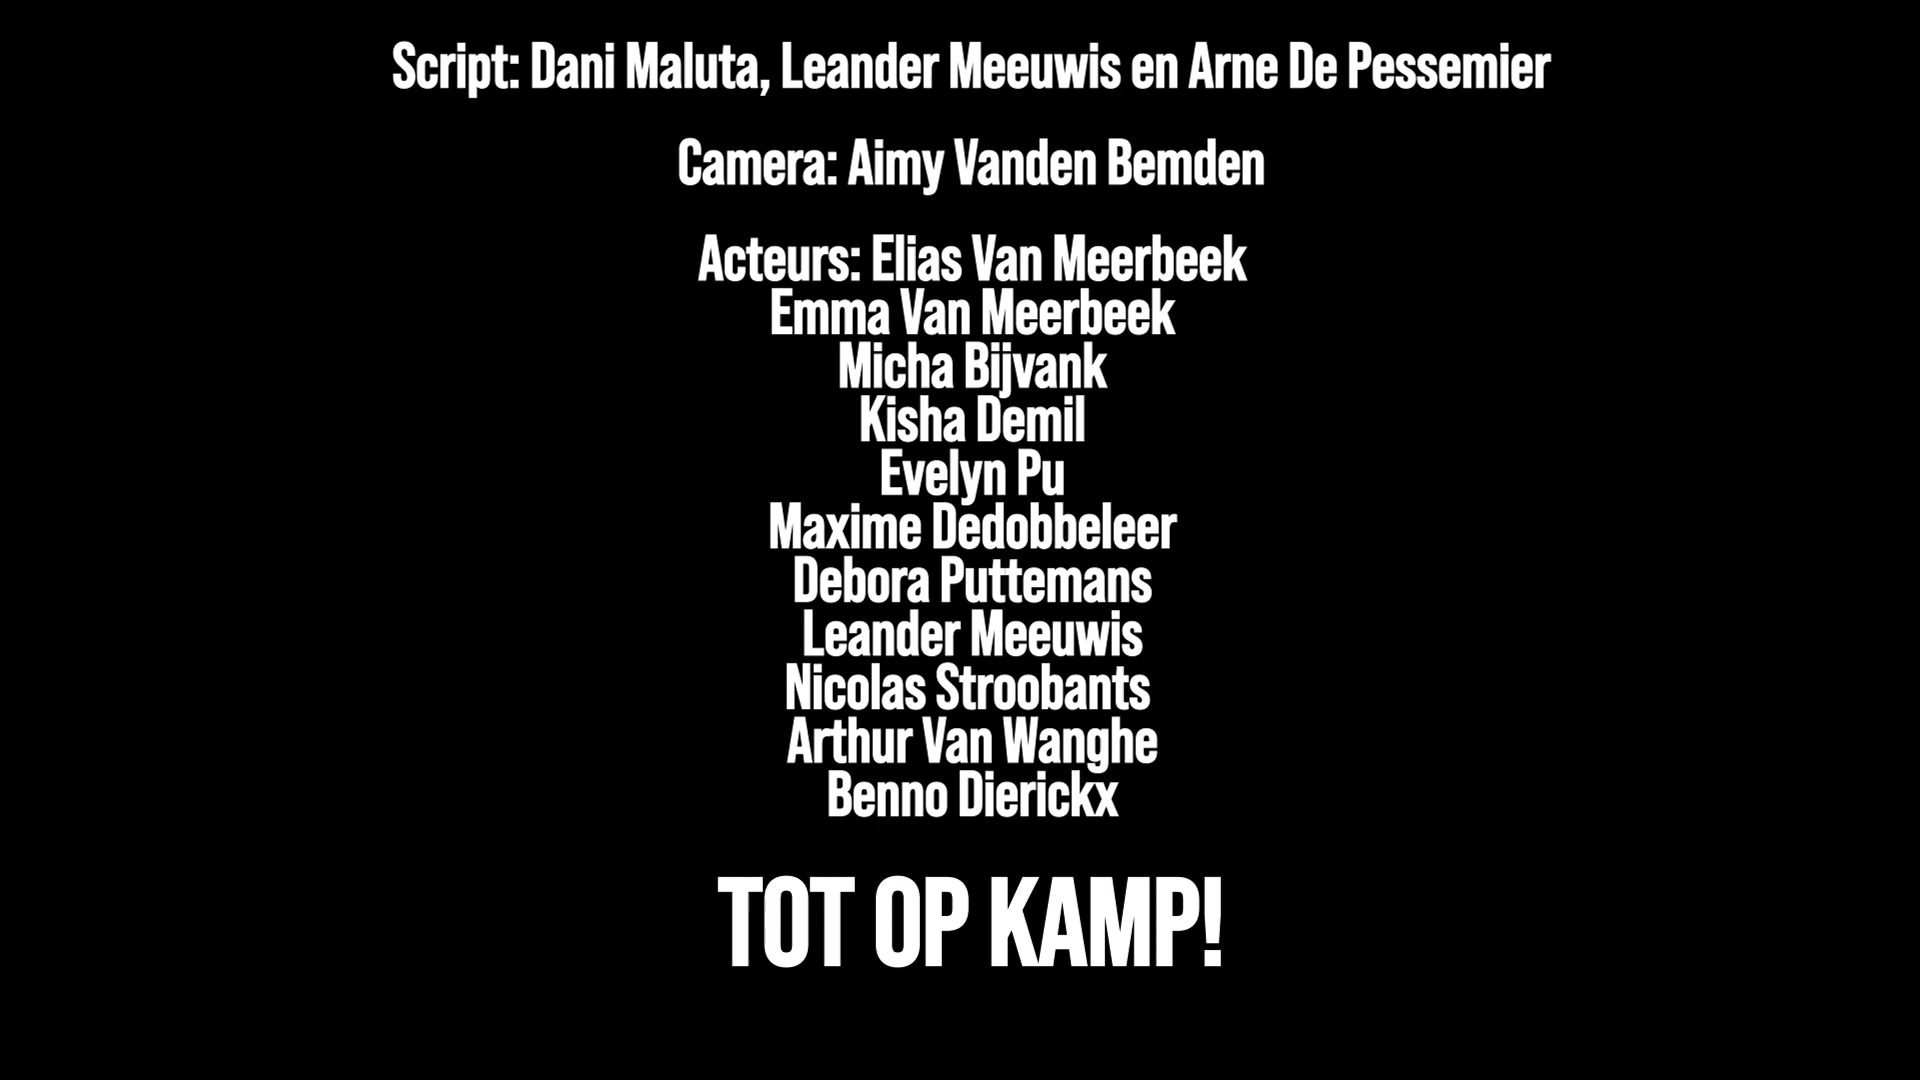 Script: Dani Maluta, Leander Meeuwis en Arne De Pessemier
Camera: Aimy Vanden Bemden
Acteurs: Elias Van Meerbeek
Emma Van Meerbeek
Micha Bijvank
Kisha Demil
Evelyn Pu
Maxime Dedobbeleer
Debora Puttemans
Leander Meeuwis
Nicolas Stroobants
Arthur Van Wanghe
Benno Dierickx
TOT OP KAMP!